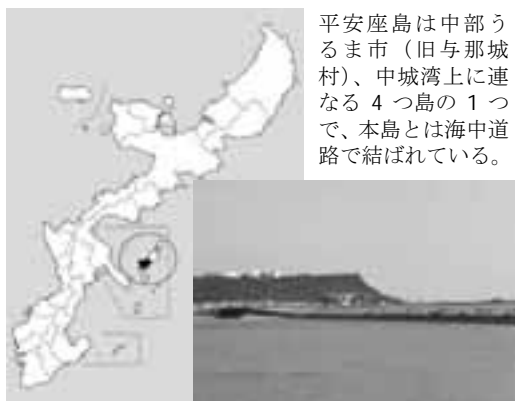 平安座島は中部う
るま市（旧与那城
村）、中城湾上に連
なる 4 つ島の 1 つ
で、本島とは海中道
路で結ばれている。